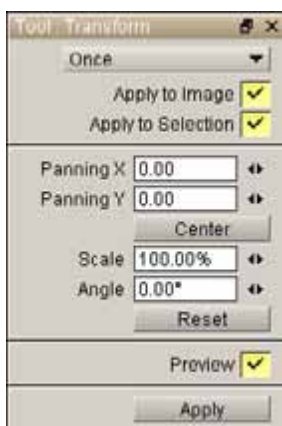 Tool : Transform
Once
Apply to Image
Apply to Selection
Panning X 0.00
Panning Y 0.00
Center
Scale 100.00%
Angle 0.00°
Reset
Preview
Apply